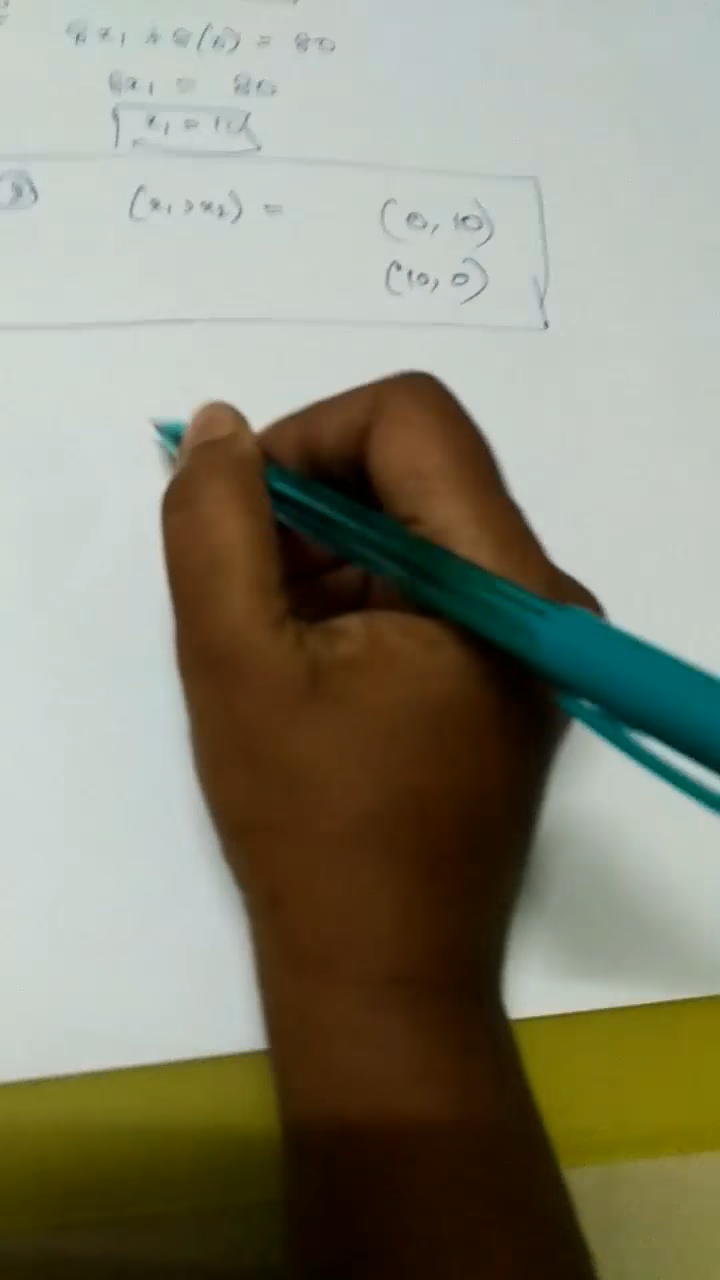 8x₁ + 8(0) = 80
8x₁ = 80
x₁ = 10
(x₁, x₂) = (0, 10)
(10, 0)